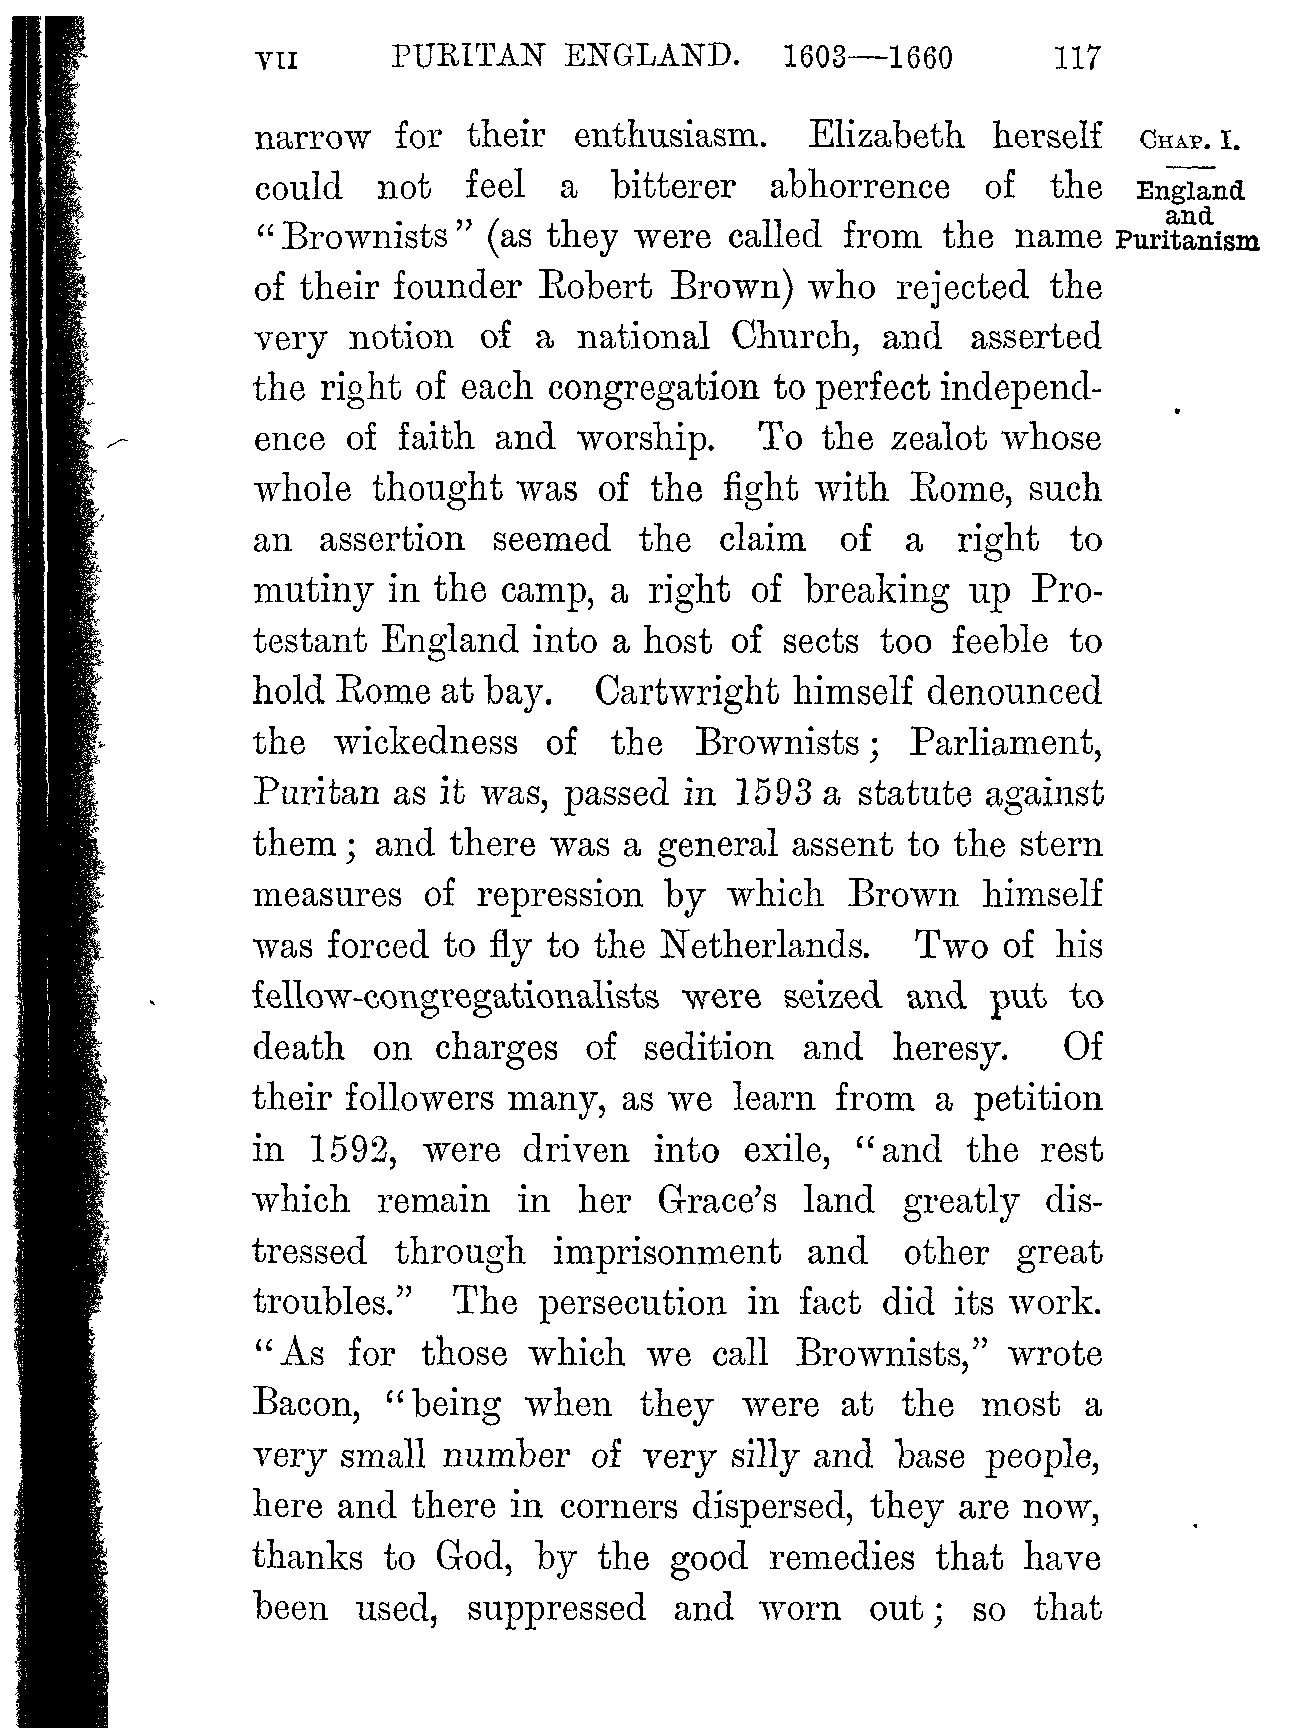 VII PURITAN ENGLAND. 1603—1660 117
narrow for their enthusiasm. Elizabeth herself
could not feel a bitterer abhorrence of the
“Brownists” (as they were called from the name
of their founder Robert Brown) who rejected the
very notion of a national Church, and asserted
the right of each congregation to perfect independ-
ence of faith and worship. To the zealot whose
whole thought was of the fight with Rome, such
an assertion seemed the claim of a right to
mutiny in the camp, a right of breaking up Pro-
testant England into a host of sects too feeble to
hold Rome at bay. Cartwright himself denounced
the wickedness of the Brownists; Parliament,
Puritan as it was, passed in 1593 a statute against
them; and there was a general assent to the stern
measures of repression by which Brown himself
was forced to fly to the Netherlands. Two of his
fellow-congregationalists were seized and put to
death on charges of sedition and heresy. Of
their followers many, as we learn from a petition
in 1592, were driven into exile, “and the rest
which remain in her Grace’s land greatly dis-
tressed through imprisonment and other great
troubles.” The persecution in fact did its work.
“As for those which we call Brownists,” wrote
Bacon, “being when they were at the most a
very small number of very silly and base people,
here and there in corners dispersed, they are now,
thanks to God, by the good remedies that have
been used, suppressed and worn out; so that
CHAP. I.
England
and
Puritanism